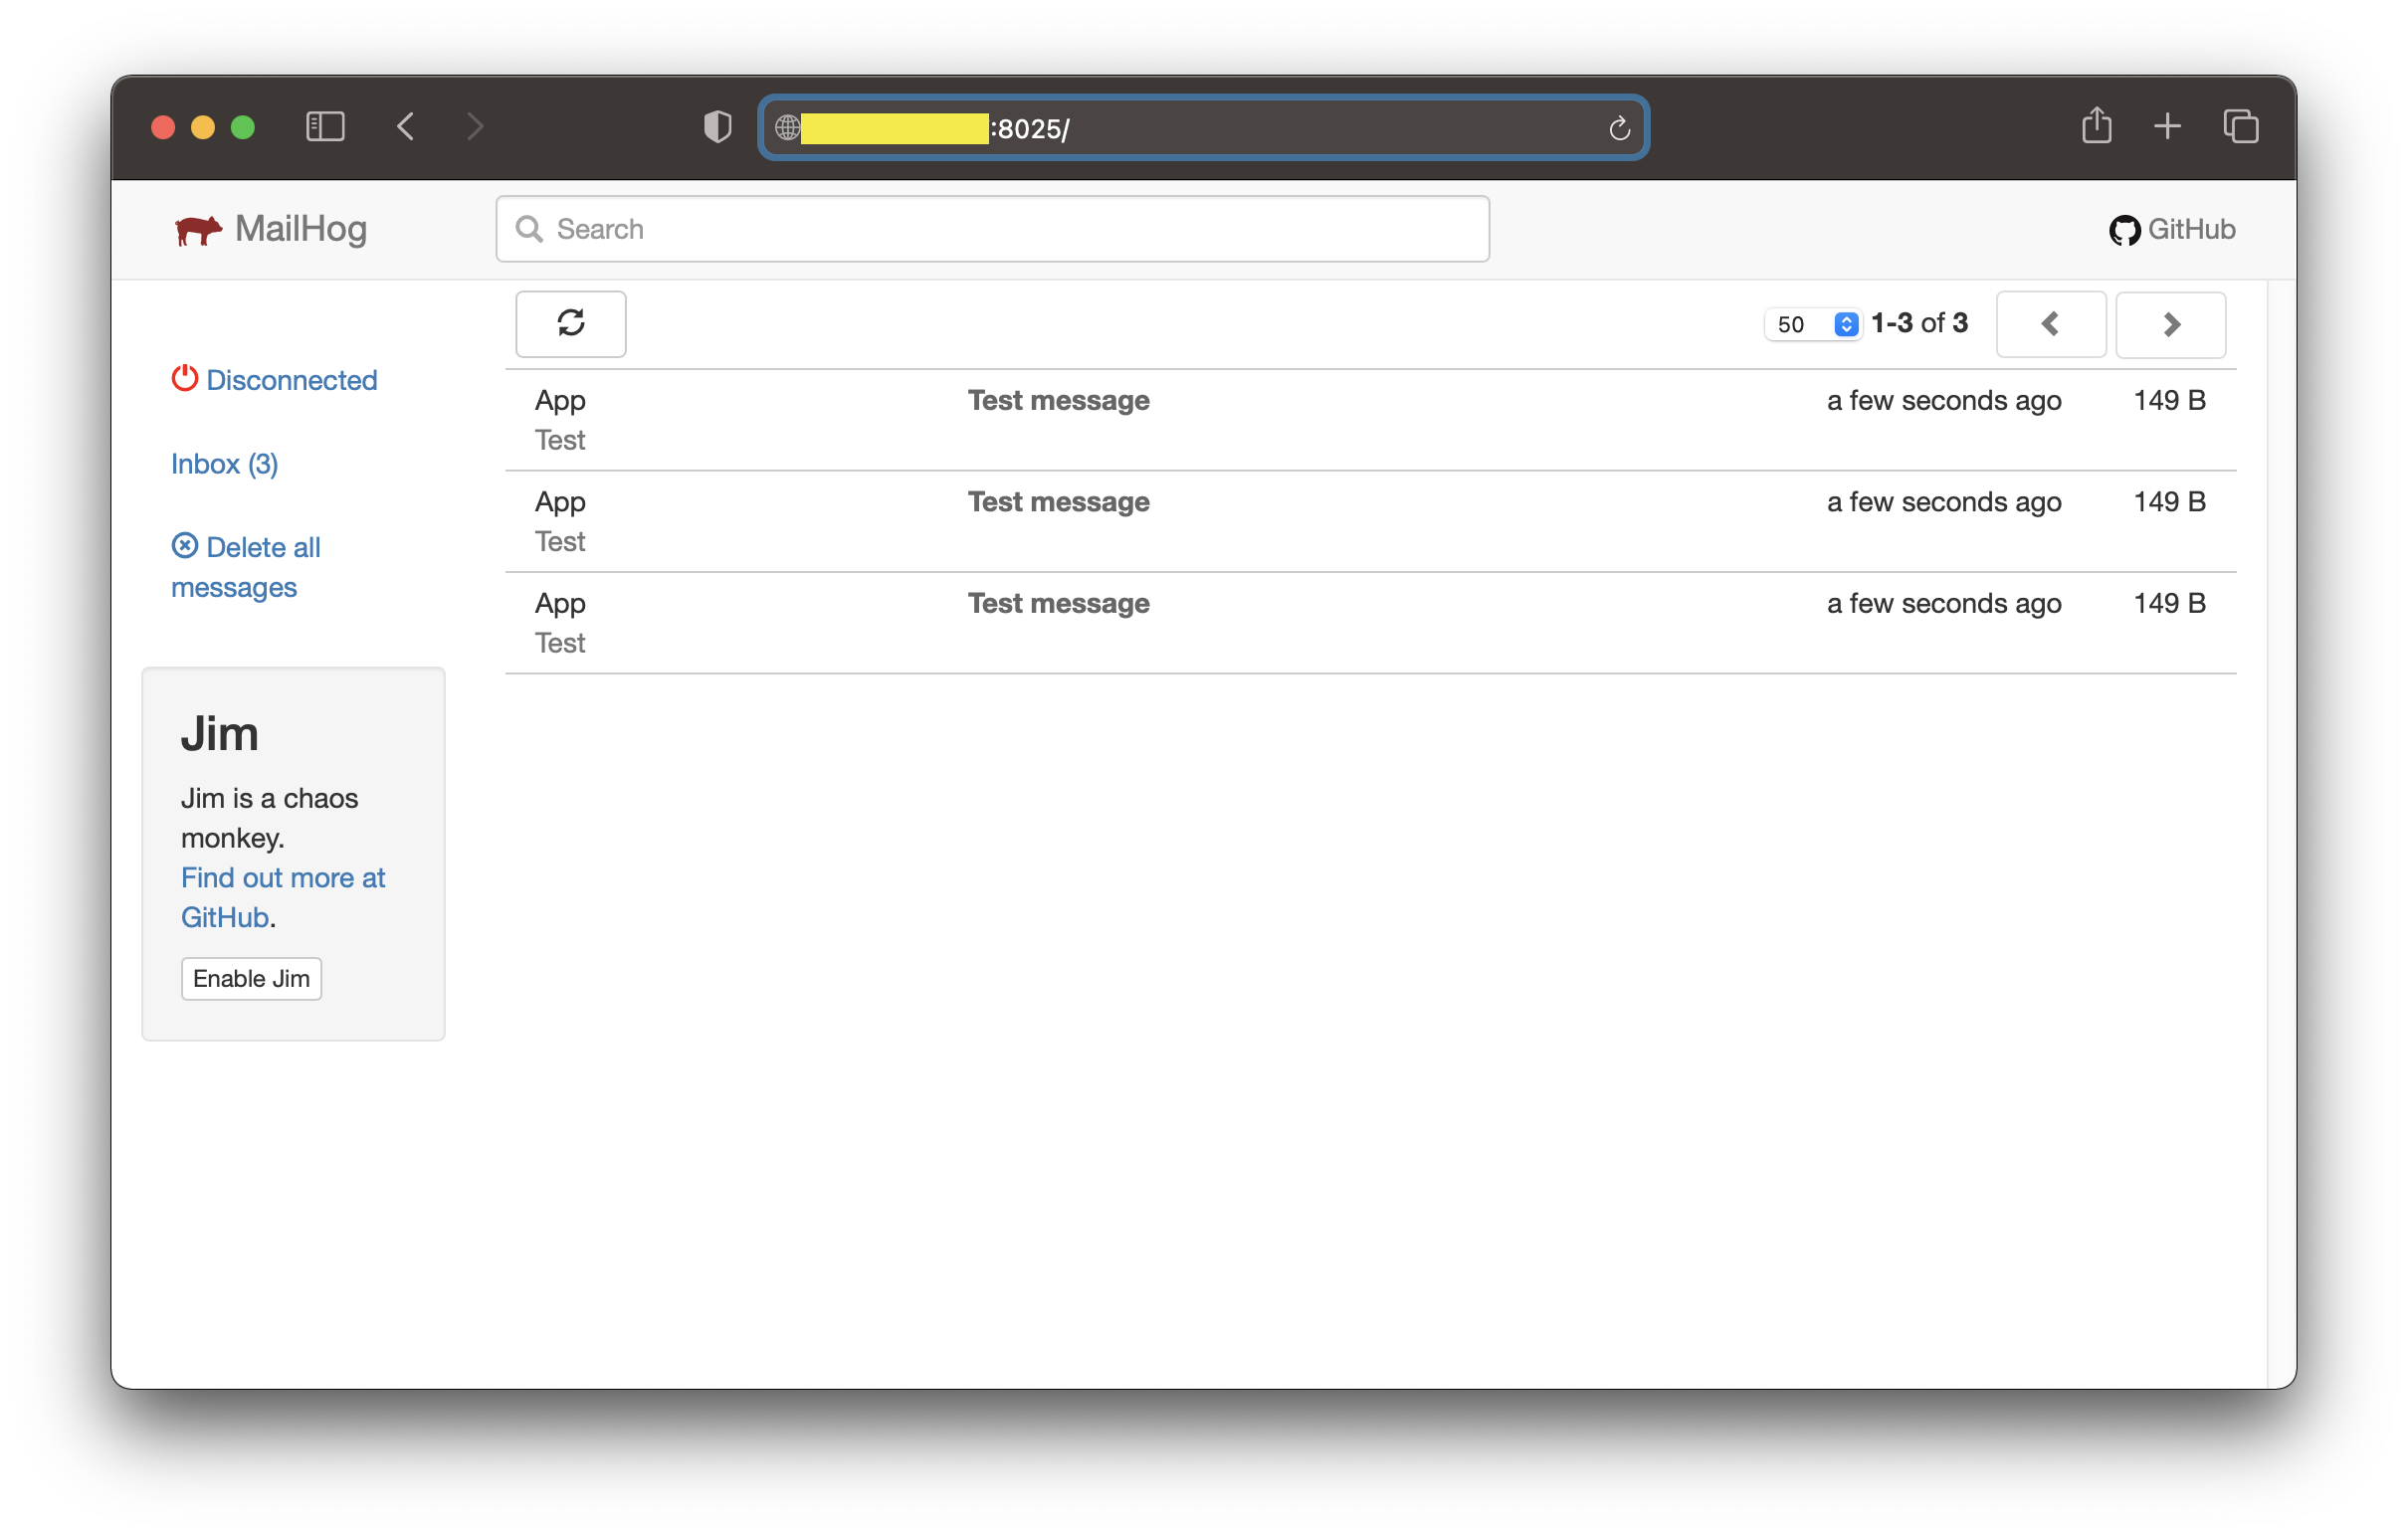 :8025/
MailHog
Search
GitHub
50 1-3 of 3
Disconnected
Inbox (3)
Delete all
messages
App Test message a few seconds ago 149 B
Test
App Test message a few seconds ago 149 B
Test
App Test message a few seconds ago 149 B
Test
Jim
Jim is a chaos
monkey.
Find out more at
GitHub.
Enable Jim